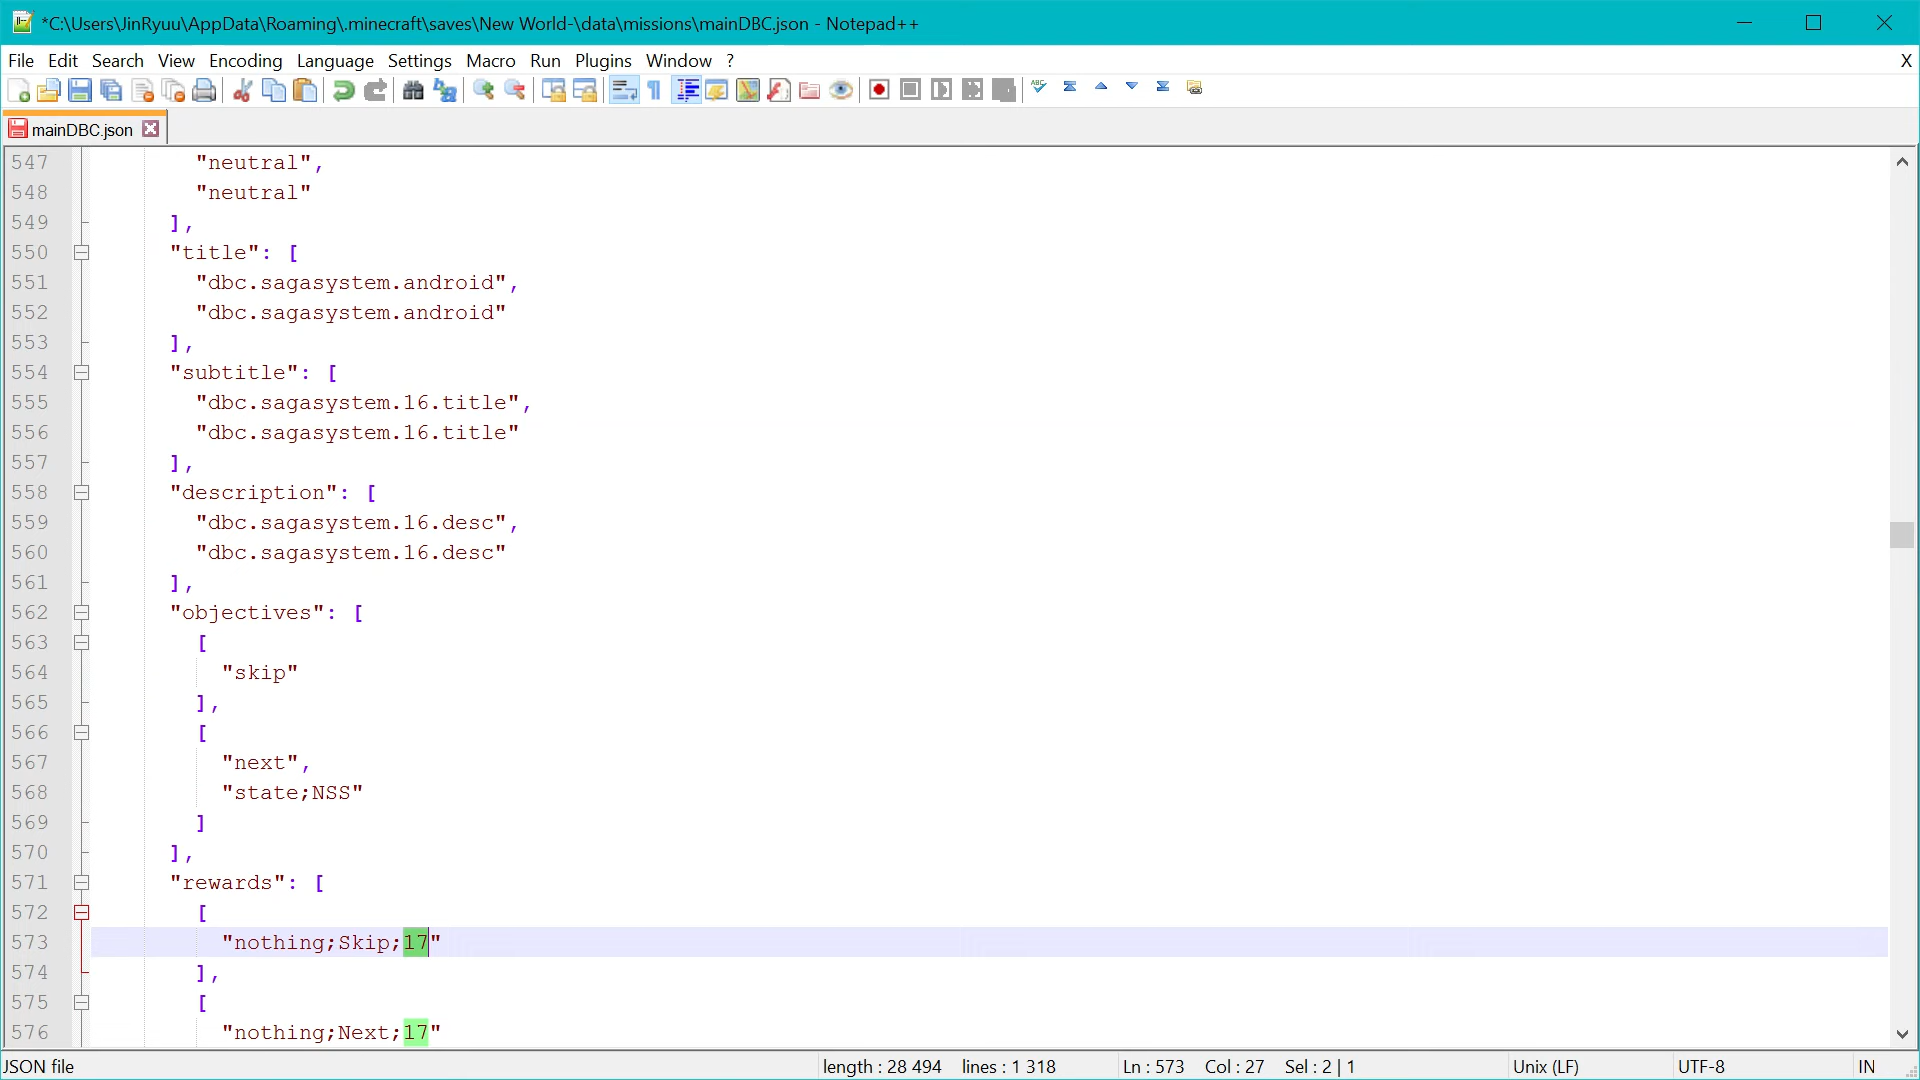 *C:\Users\JinRyuu\AppData\Roaming\.minecraft\saves\New World-\data\missions\mainDBC.json - Notepad++
File Edit Search View Encoding Language Settings Macro Run Plugins Window ? X
mainDBC.json
547 "neutral",
548 "neutral"
549 ],
550 "title": [
551 "dbc.sagasystem.android",
552 "dbc.sagasystem.android"
553 ],
554 "subtitle": [
555 "dbc.sagasystem.16.title",
556 "dbc.sagasystem.16.title"
557 ],
558 "description": [
559 "dbc.sagasystem.16.desc",
560 "dbc.sagasystem.16.desc"
561 ],
562 "objectives": [
563 [
564 "skip"
565 ],
566 [
567 "next",
568 "state;NSS"
569 ]
570 ],
571 "rewards": [
572 [
573 "nothing;Skip;17"
574 ],
575 [
576 "nothing;Next;17"
JSON file length : 28 494 lines : 1 318 Ln : 573 Col : 27 Sel : 2 | 1 Unix (LF) UTF-8 IN